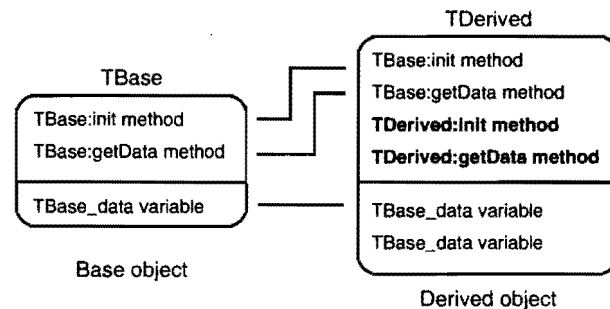 TBase
TBase:init method
TBase:getData method
TBase_data variable
Base object
TDerived
TBase:init method
TBase:getData method
TDerived:init method
TDerived:getData method
TBase_data variable
TBase_data variable
Derived object